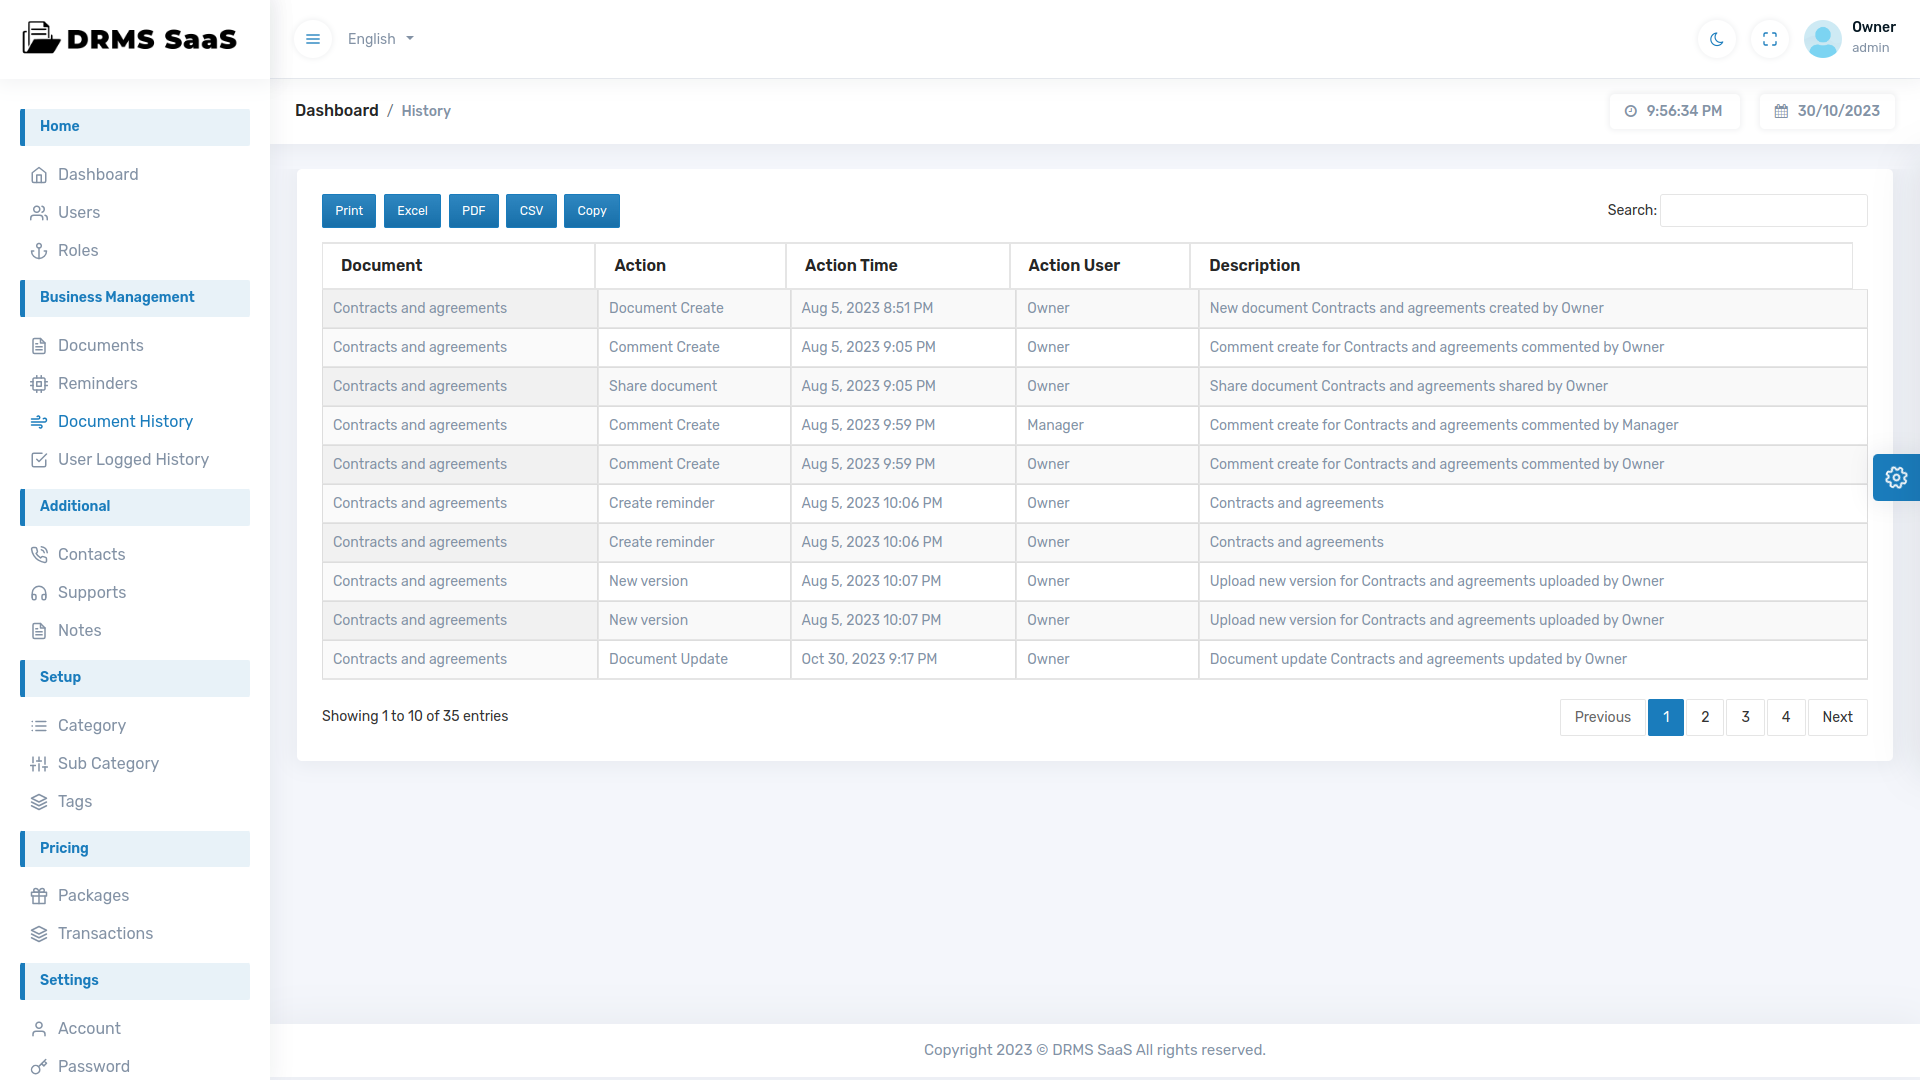 DRMS SaaS
English
Owner
admin
Dashboard / History
9:56:34 PM
30/10/2023
Home
Dashboard
Users
Roles
Business Management
Documents
Reminders
Document History
User Logged History
Additional
Contacts
Supports
Notes
Setup
Category
Sub Category
Tags
Pricing
Packages
Transactions
Settings
Account
Password
Print Excel PDF CSV Copy
Search:
Document Action Action Time Action User Description
Contracts and agreements Document Create Aug 5, 2023 8:51 PM Owner New document Contracts and agreements created by Owner
Contracts and agreements Comment Create Aug 5, 2023 9:05 PM Owner Comment create for Contracts and agreements commented by Owner
Contracts and agreements Share document Aug 5, 2023 9:05 PM Owner Share document Contracts and agreements shared by Owner
Contracts and agreements Comment Create Aug 5, 2023 9:59 PM Manager Comment create for Contracts and agreements commented by Manager
Contracts and agreements Comment Create Aug 5, 2023 9:59 PM Owner Comment create for Contracts and agreements commented by Owner
Contracts and agreements Create reminder Aug 5, 2023 10:06 PM Owner Contracts and agreements
Contracts and agreements Create reminder Aug 5, 2023 10:06 PM Owner Contracts and agreements
Contracts and agreements New version Aug 5, 2023 10:07 PM Owner Upload new version for Contracts and agreements uploaded by Owner
Contracts and agreements New version Aug 5, 2023 10:07 PM Owner Upload new version for Contracts and agreements uploaded by Owner
Contracts and agreements Document Update Oct 30, 2023 9:17 PM Owner Document update Contracts and agreements updated by Owner
Showing 1 to 10 of 35 entries
Previous 1 2 3 4 Next
Copyright 2023 © DRMS SaaS All rights reserved.